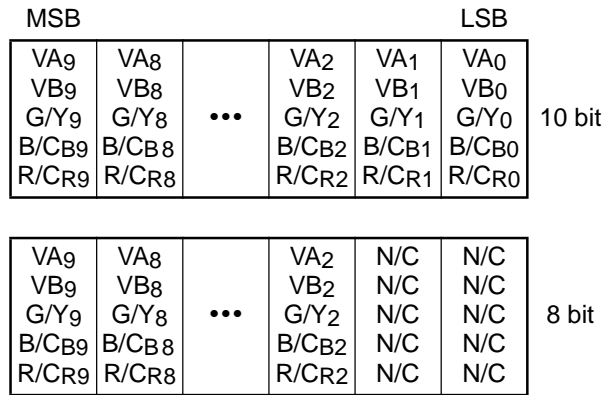 MSB LSB
VA9 VA8 VA2 VA1 VA0
VB9 VB8 VB2 VB1 VB0
G/Y9 G/Y8 ••• G/Y2 G/Y1 G/Y0 10 bit
B/CB9 B/CB8 B/CB2 B/CB1 B/CB0
R/CR9 R/CR8 R/CR2 R/CR1 R/CR0
VA9 VA8 VA2 N/C N/C
VB9 VB8 VB2 N/C N/C
G/Y9 G/Y8 ••• G/Y2 N/C N/C 8 bit
B/CB9 B/CB8 B/CB2 N/C N/C
R/CR9 R/CR8 R/CR2 N/C N/C